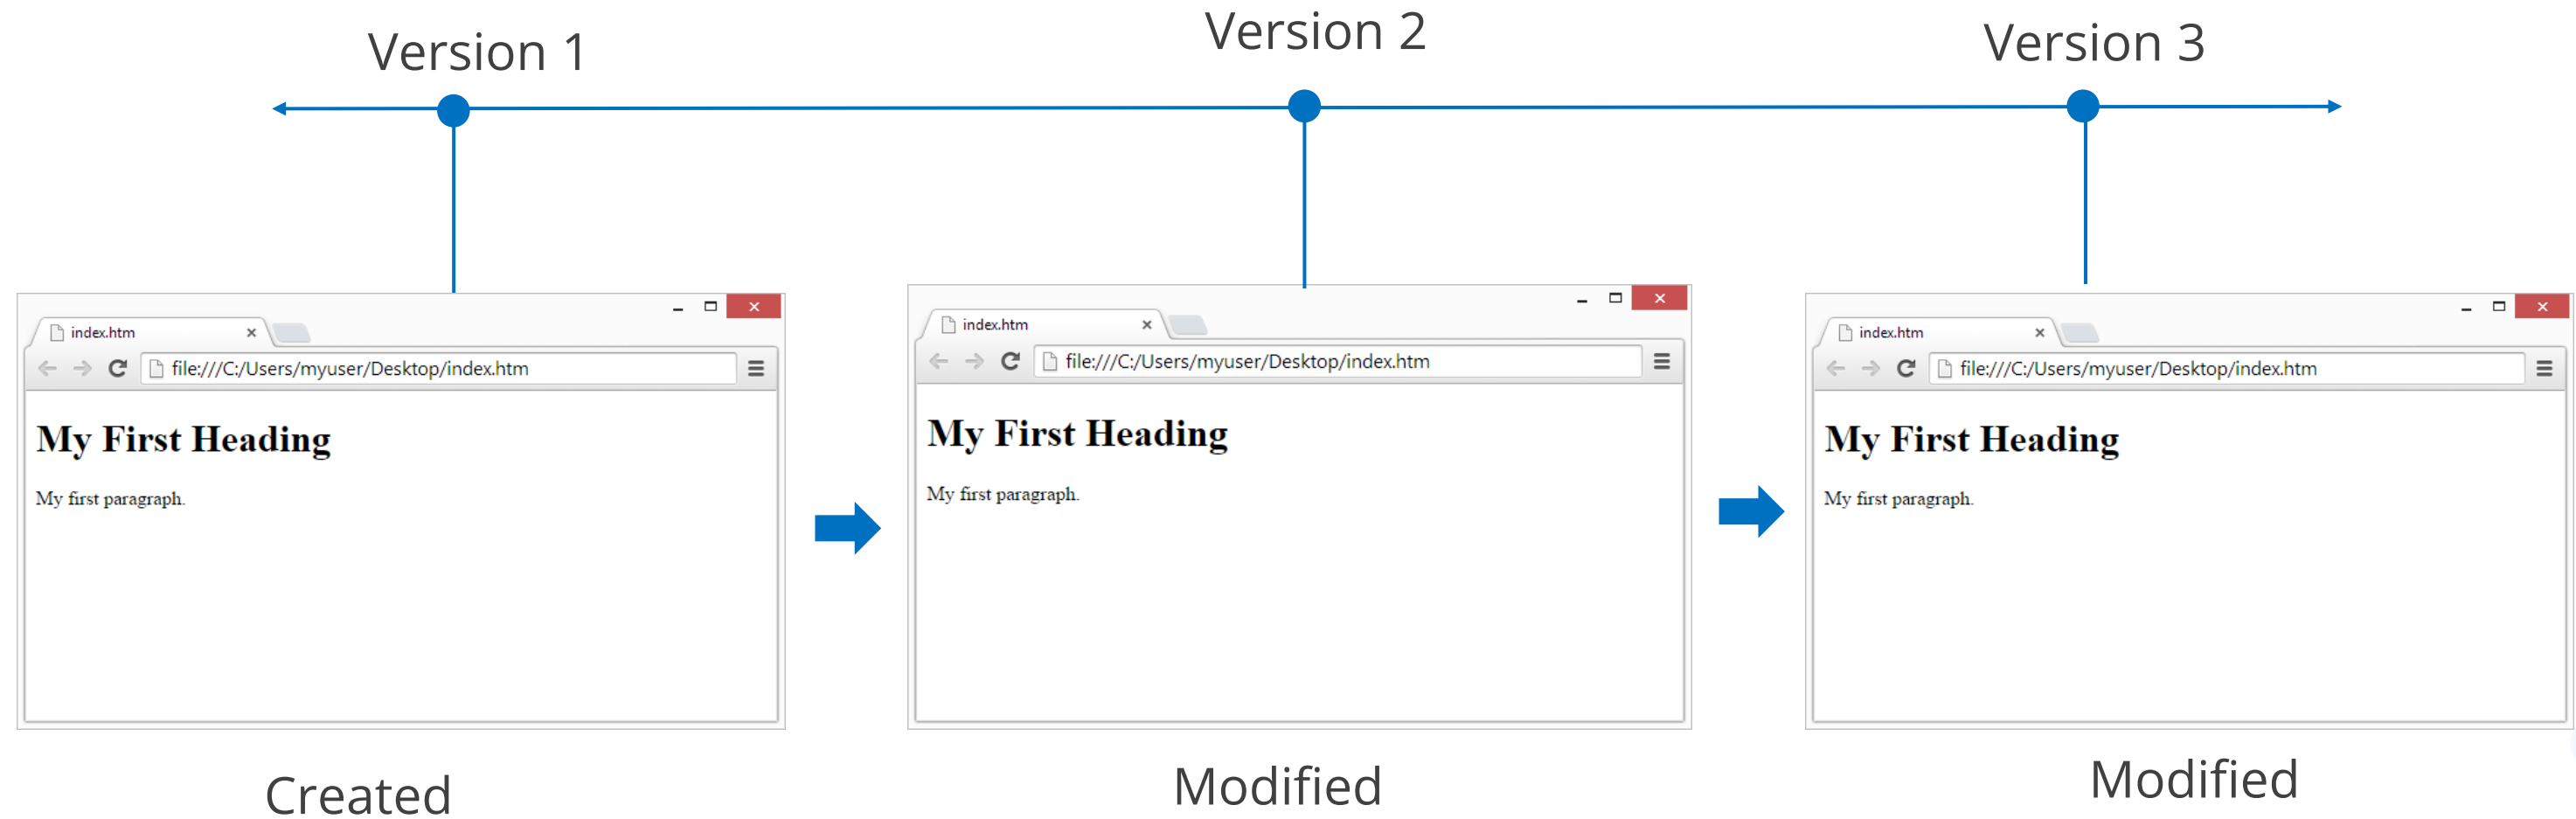 Version 1
Version 2
Version 3
index.htm
file:///C:/Users/myuser/Desktop/index.htm
My First Heading
My first paragraph.
Created
index.htm
file:///C:/Users/myuser/Desktop/index.htm
My First Heading
My first paragraph.
Modified
index.htm
file:///C:/Users/myuser/Desktop/index.htm
My First Heading
My first paragraph.
Modified